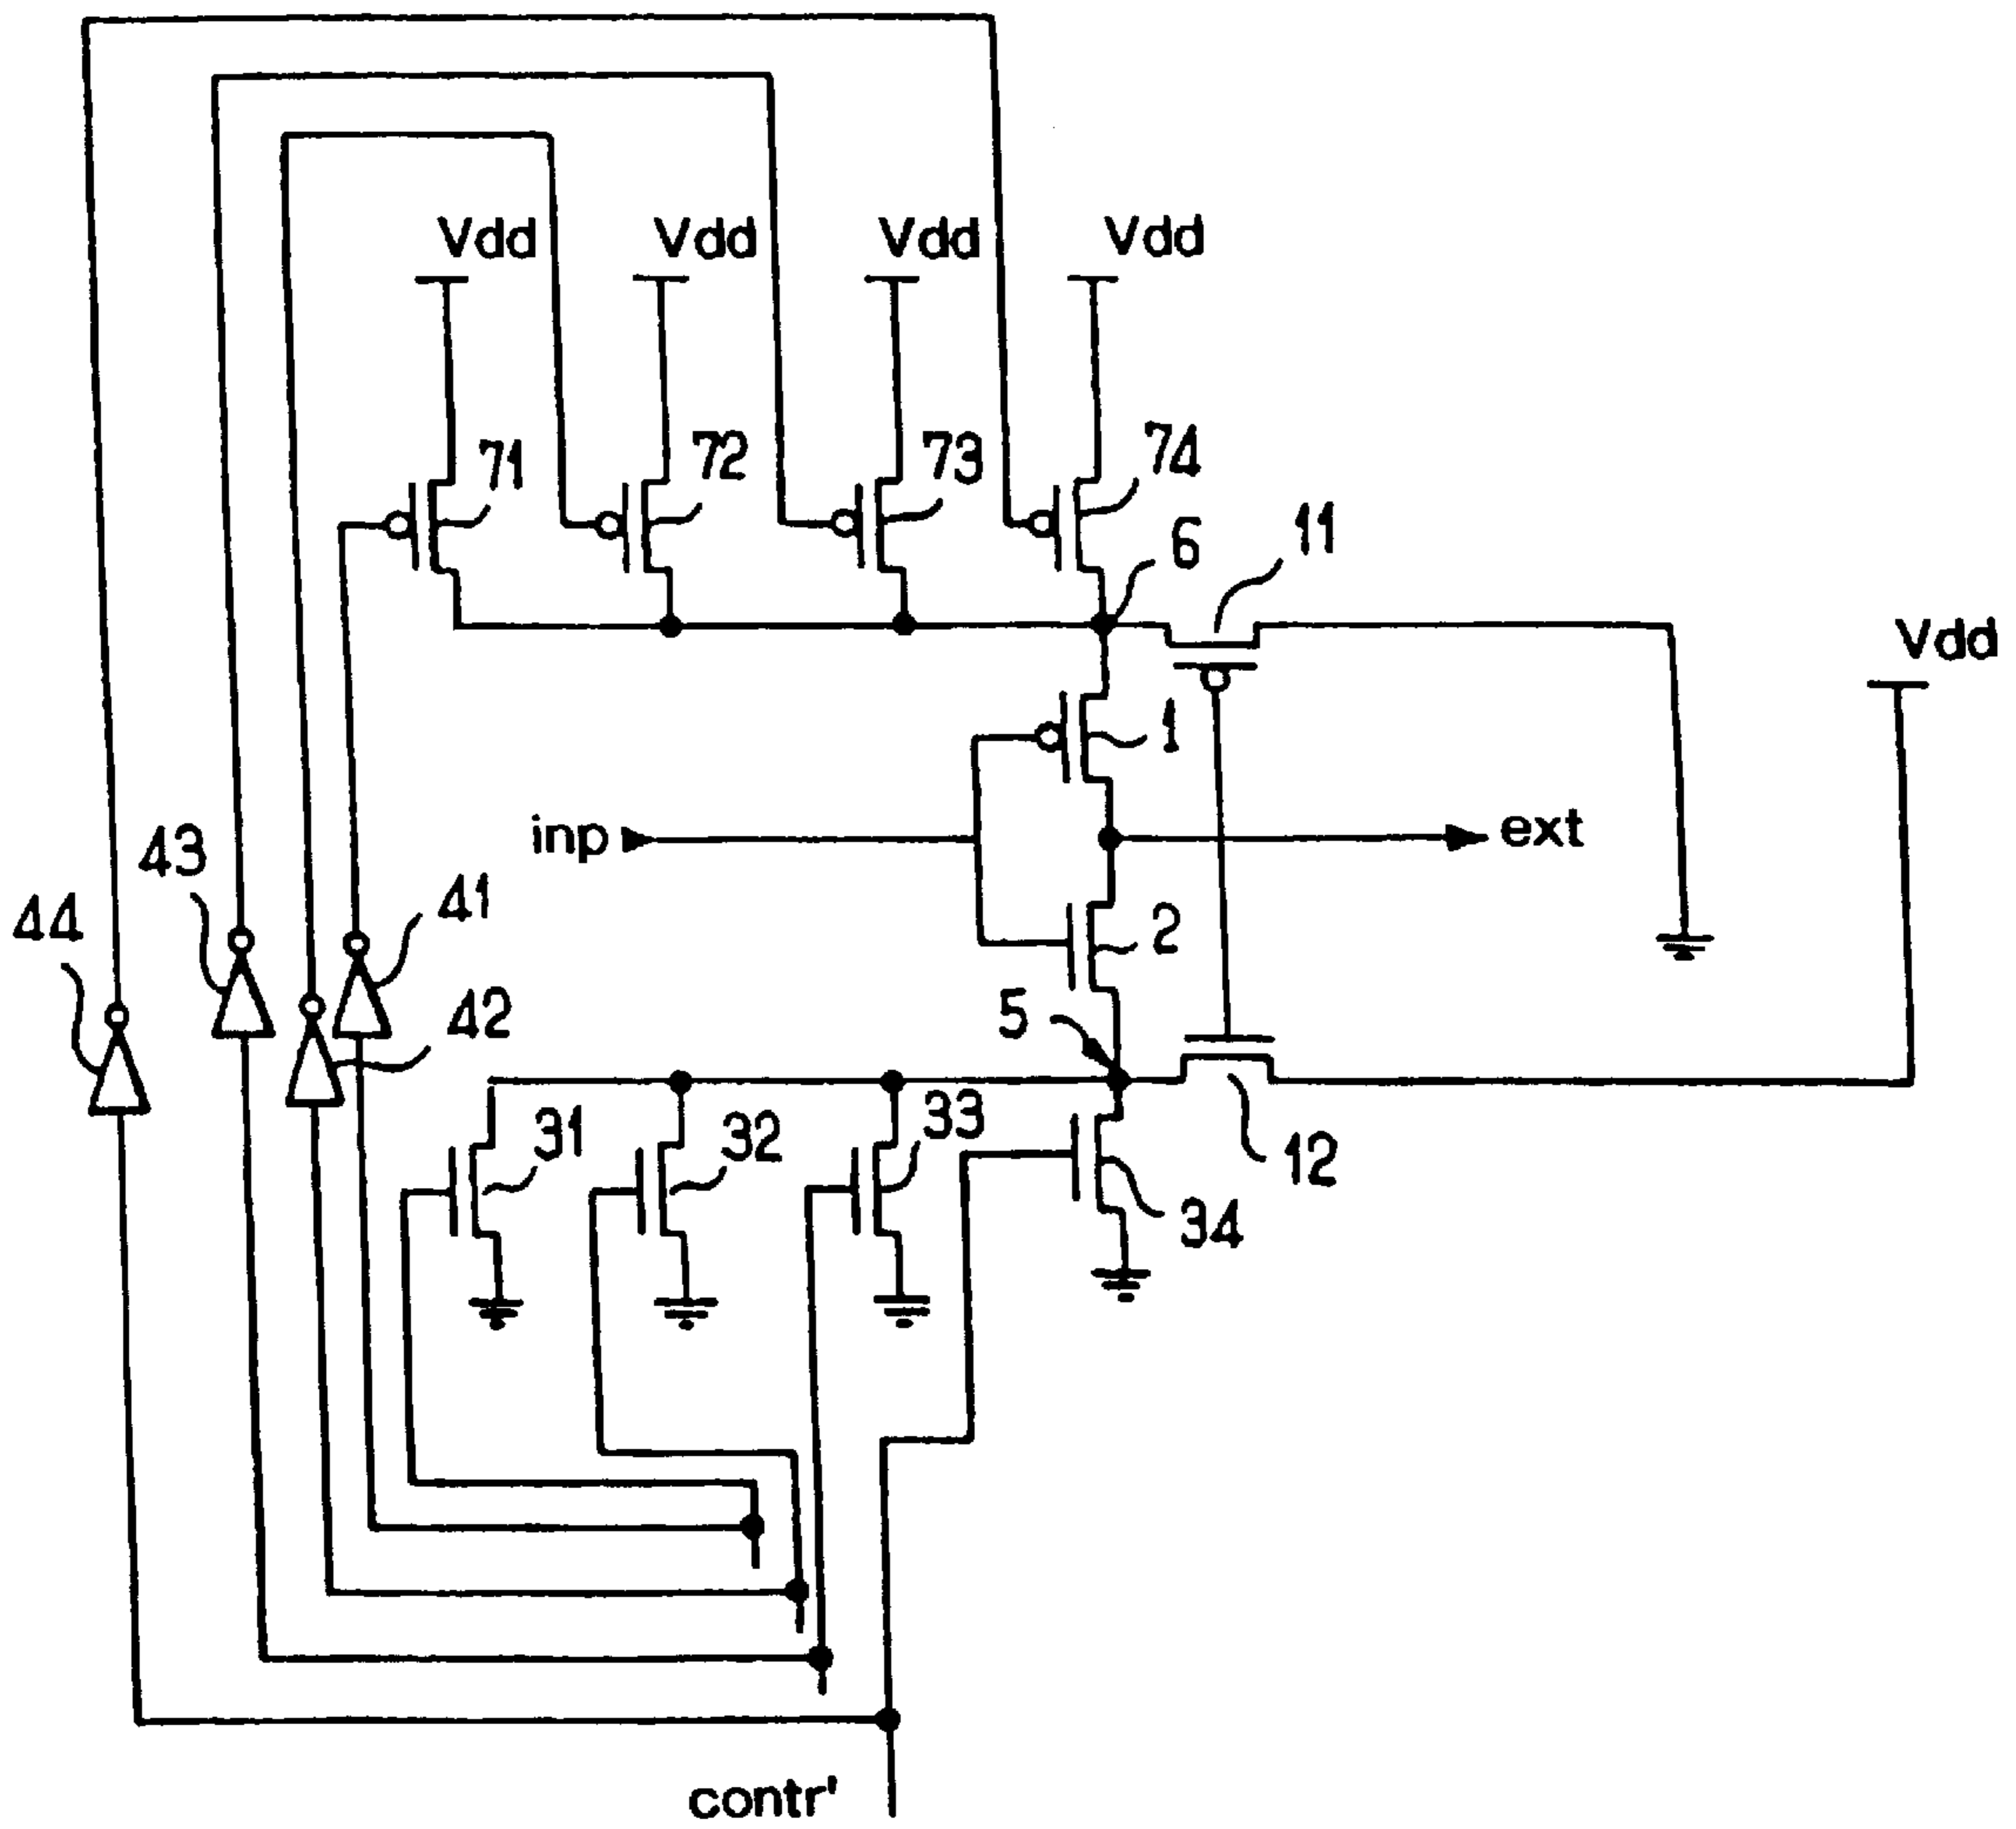 Vdd Vdd Vdd Vdd
71 72 73 74
6 11
Vdd
1
inp ext
43
44 41
2
42 5
31 32 33
12
34
contr'